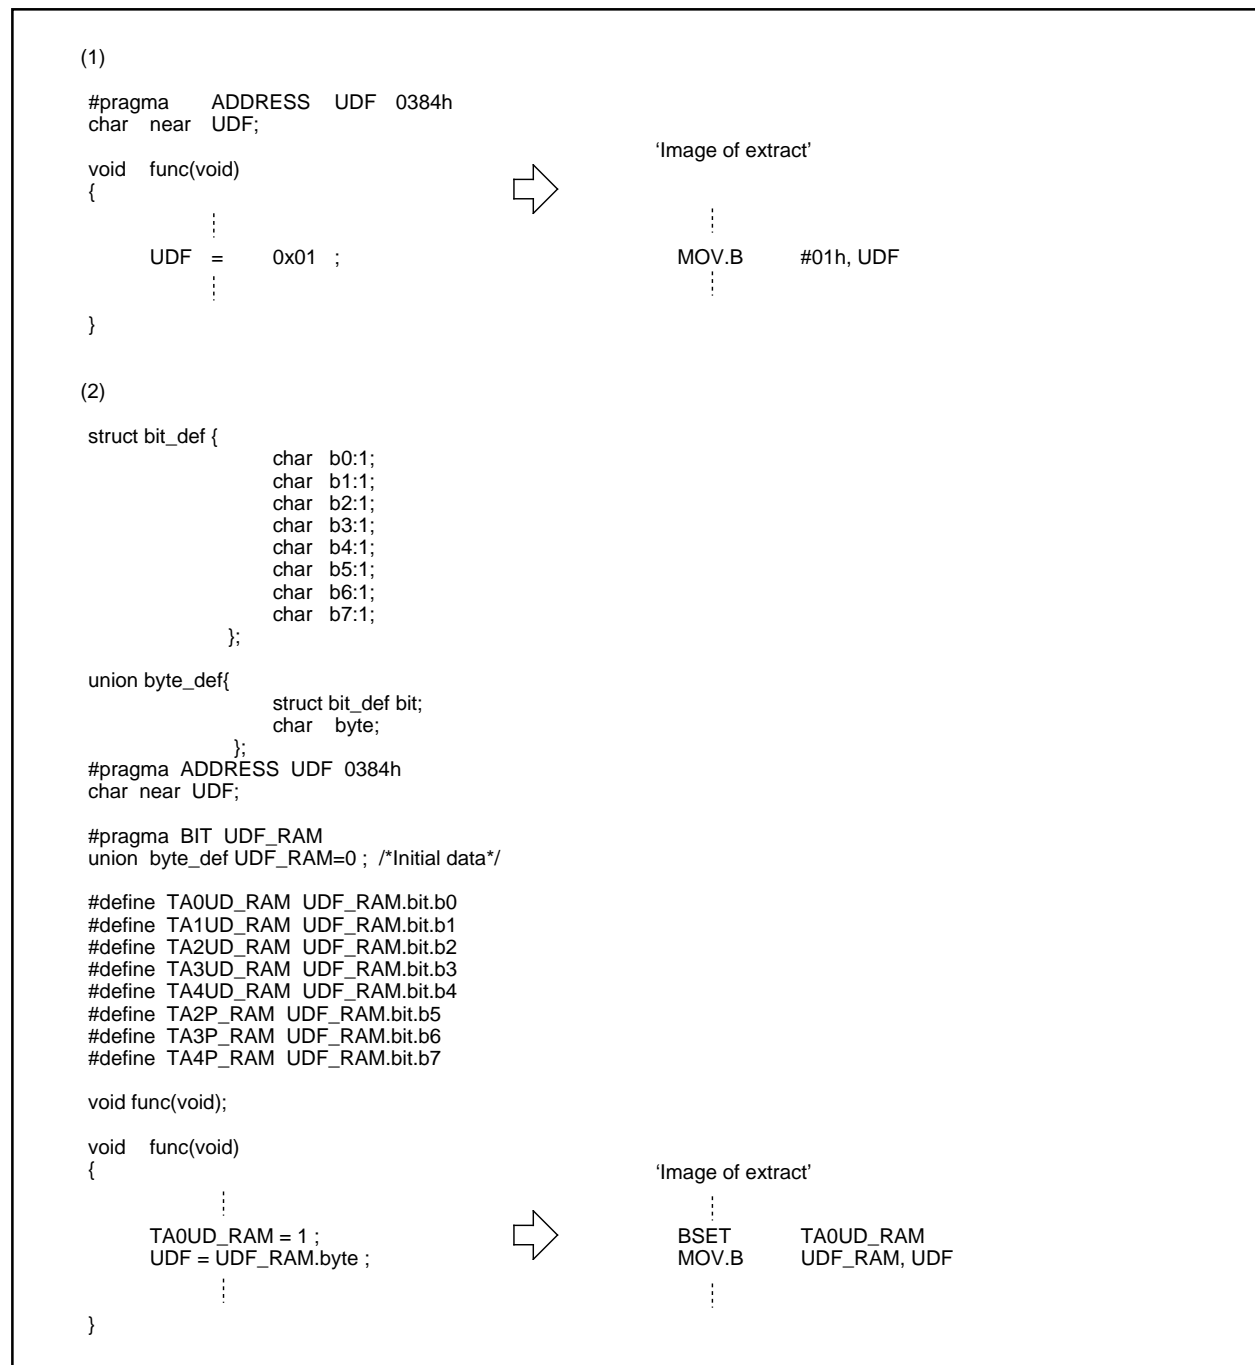 (1)
#pragma ADDRESS UDF 0384h
char near UDF;
‘Image of extract’
void func(void)
{
UDF = 0x01 ;
MOV.B #01h, UDF
}
(2)
struct bit_def {
char b0:1;
char b1:1;
char b2:1;
char b3:1;
char b4:1;
char b5:1;
char b6:1;
char b7:1;
};
union byte_def{
struct bit_def bit;
char byte;
};
#pragma ADDRESS UDF 0384h
char near UDF;
#pragma BIT UDF_RAM
union byte_def UDF_RAM=0 ; /*Initial data*/
#define TA0UD_RAM UDF_RAM.bit.b0
#define TA1UD_RAM UDF_RAM.bit.b1
#define TA2UD_RAM UDF_RAM.bit.b2
#define TA3UD_RAM UDF_RAM.bit.b3
#define TA4UD_RAM UDF_RAM.bit.b4
#define TA2P_RAM UDF_RAM.bit.b5
#define TA3P_RAM UDF_RAM.bit.b6
#define TA4P_RAM UDF_RAM.bit.b7
void func(void);
void func(void)
{
‘Image of extract’
TA0UD_RAM = 1 ;
BSET TA0UD_RAM
UDF = UDF_RAM.byte ;
MOV.B UDF_RAM, UDF
}